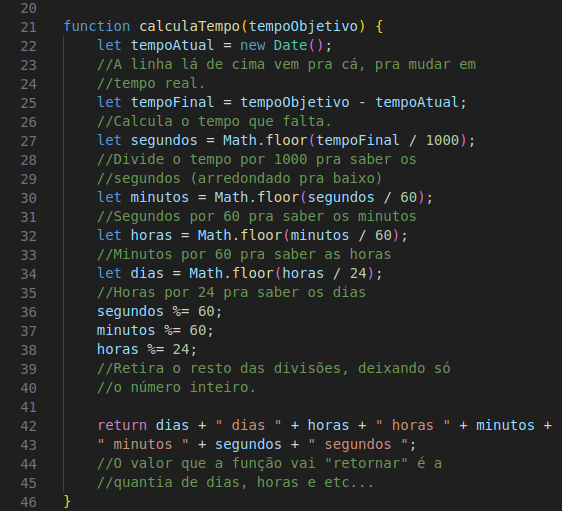 20
21 function calculaTempo(tempoObjetivo) {
22 let tempoAtual = new Date();
23 //A linha lá de cima vem pra cá, pra mudar em
24 //tempo real.
25 let tempoFinal = tempoObjetivo - tempoAtual;
26 //Calcula o tempo que falta.
27 let segundos = Math.floor(tempoFinal / 1000);
28 //Divide o tempo por 1000 pra saber os
29 //segundos (arredondado pra baixo)
30 let minutos = Math.floor(segundos / 60);
31 //Segundos por 60 pra saber os minutos
32 let horas = Math.floor(minutos / 60);
33 //Minutos por 60 pra saber as horas
34 let dias = Math.floor(horas / 24);
35 //Horas por 24 pra saber os dias
36 segundos %= 60;
37 minutos %= 60;
38 horas %= 24;
39 //Retira o resto das divisões, deixando só
40 //o número inteiro.
41
42 return dias + " dias " + horas + " horas " + minutos +
43 " minutos " + segundos + " segundos ";
44 //O valor que a função vai "retornar" é a
45 //quantia de dias, horas e etc...
46 }